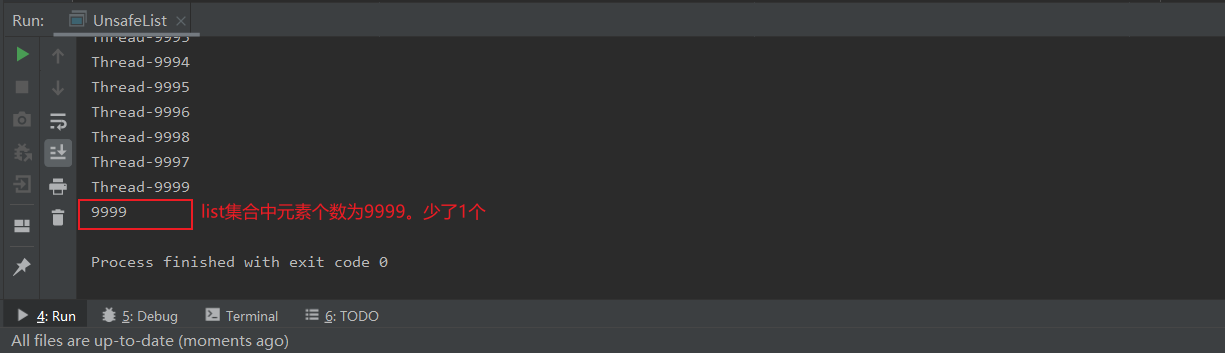 Run: UnsafeList
Thread-9993
Thread-9994
Thread-9995
Thread-9996
Thread-9998
Thread-9997
Thread-9999
9999 list集合中元素个数为9999。少了1个
Process finished with exit code 0
4: Run 5: Debug Terminal 6: TODO
All files are up-to-date (moments ago)